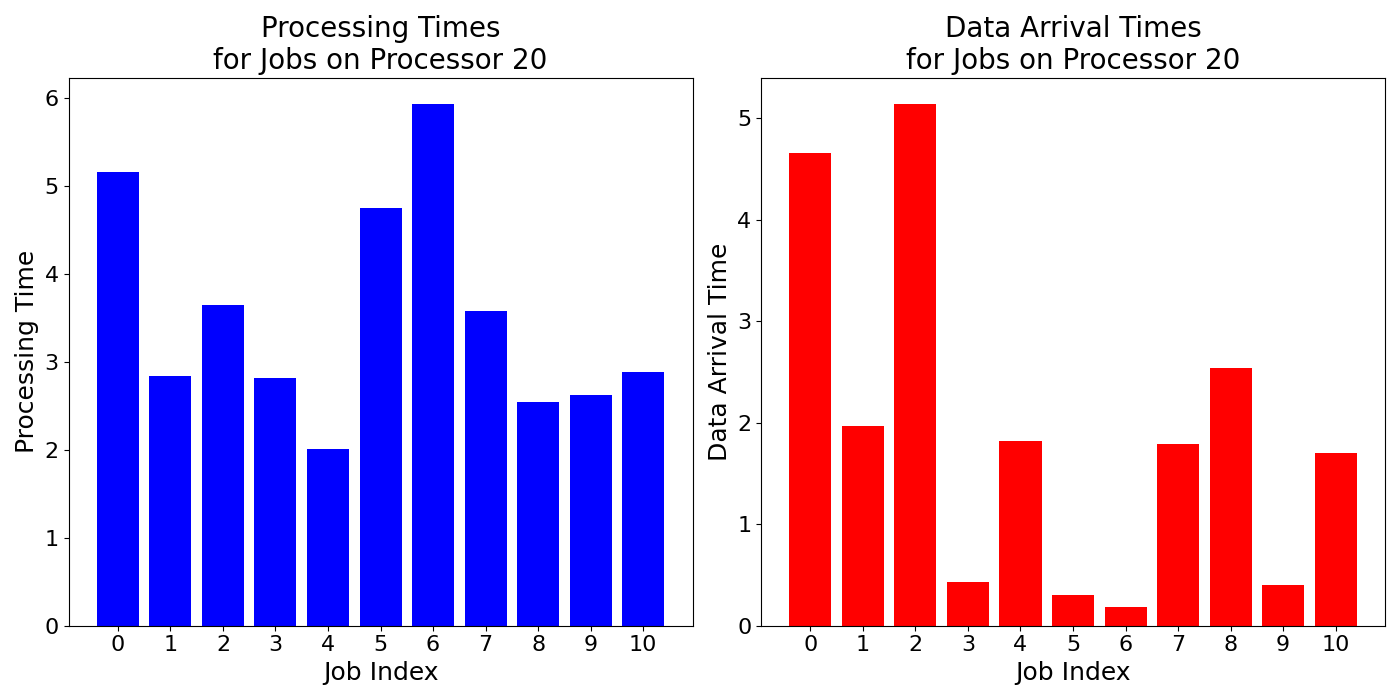 Processing Times
for Jobs on Processor 20
Processing Time
6
5
4
3
2
1
0
0 1 2 3 4 5 6 7 8 9 10
Job Index
Data Arrival Times
for Jobs on Processor 20
Data Arrival Time
5
4
3
2
1
0
0 1 2 3 4 5 6 7 8 9 10
Job Index